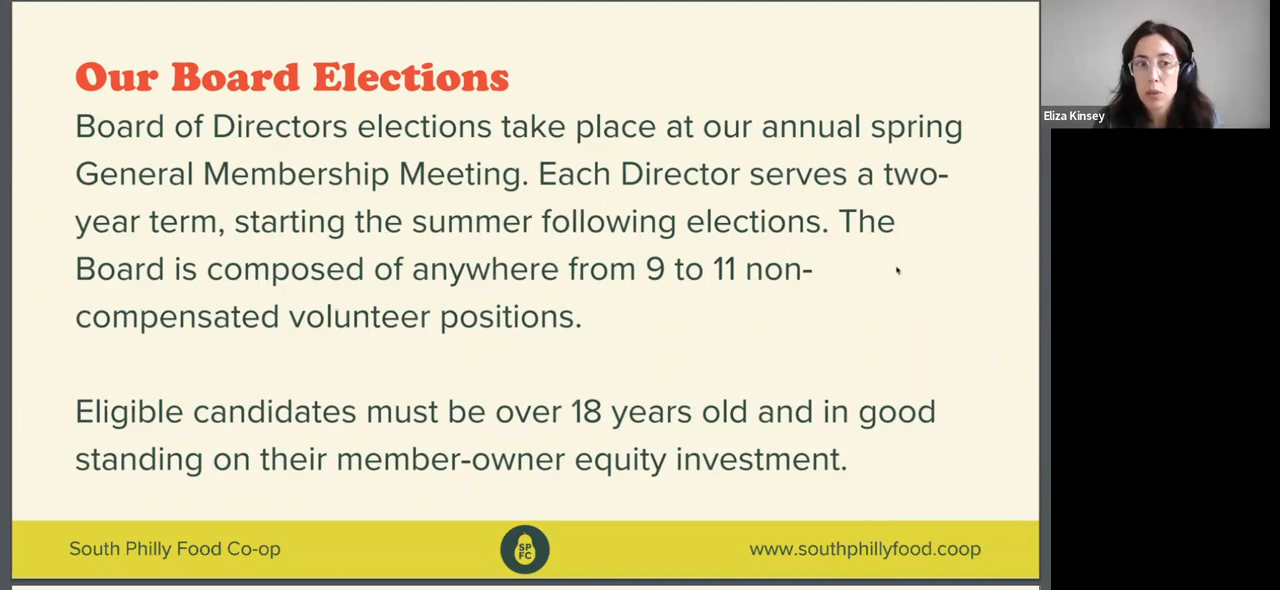 Our Board Elections
Board of Directors elections take place at our annual spring
General Membership Meeting. Each Director serves a two-
year term, starting the summer following elections. The
Board is composed of anywhere from 9 to 11 non-
compensated volunteer positions.
Eligible candidates must be over 18 years old and in good
standing on their member-owner equity investment.
South Philly Food Co-op
SP
FC
www.southphillyfood.coop
Eliza Kinsey